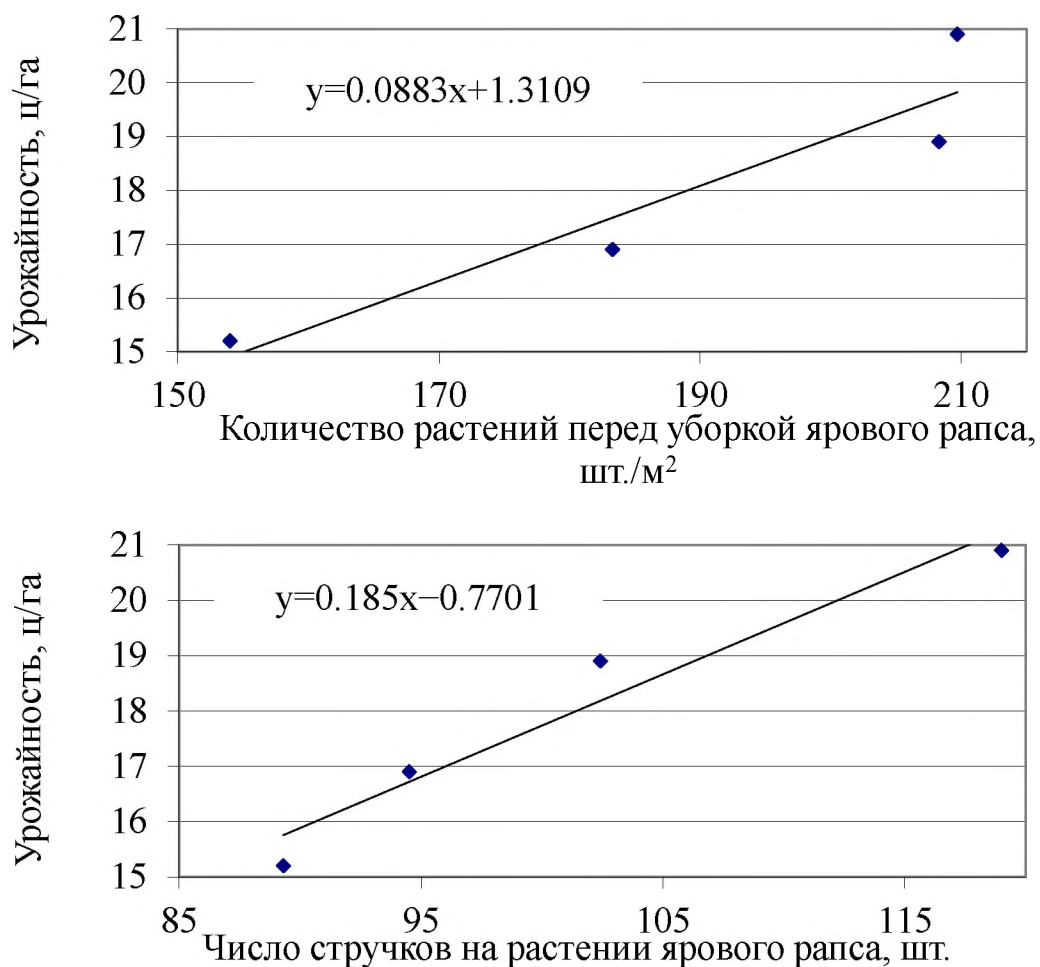 Урожайность, ц/га
21
20
19
18
17
16
15
y=0.0883x+1.3109
150 170 190 210
Количество растений перед уборкой ярового рапса,
шт./м²
Урожайность, ц/га
21
20
19
18
17
16
15
y=0.185x−0.7701
85 95 105 115
Число стручков на растении ярового рапса, шт.